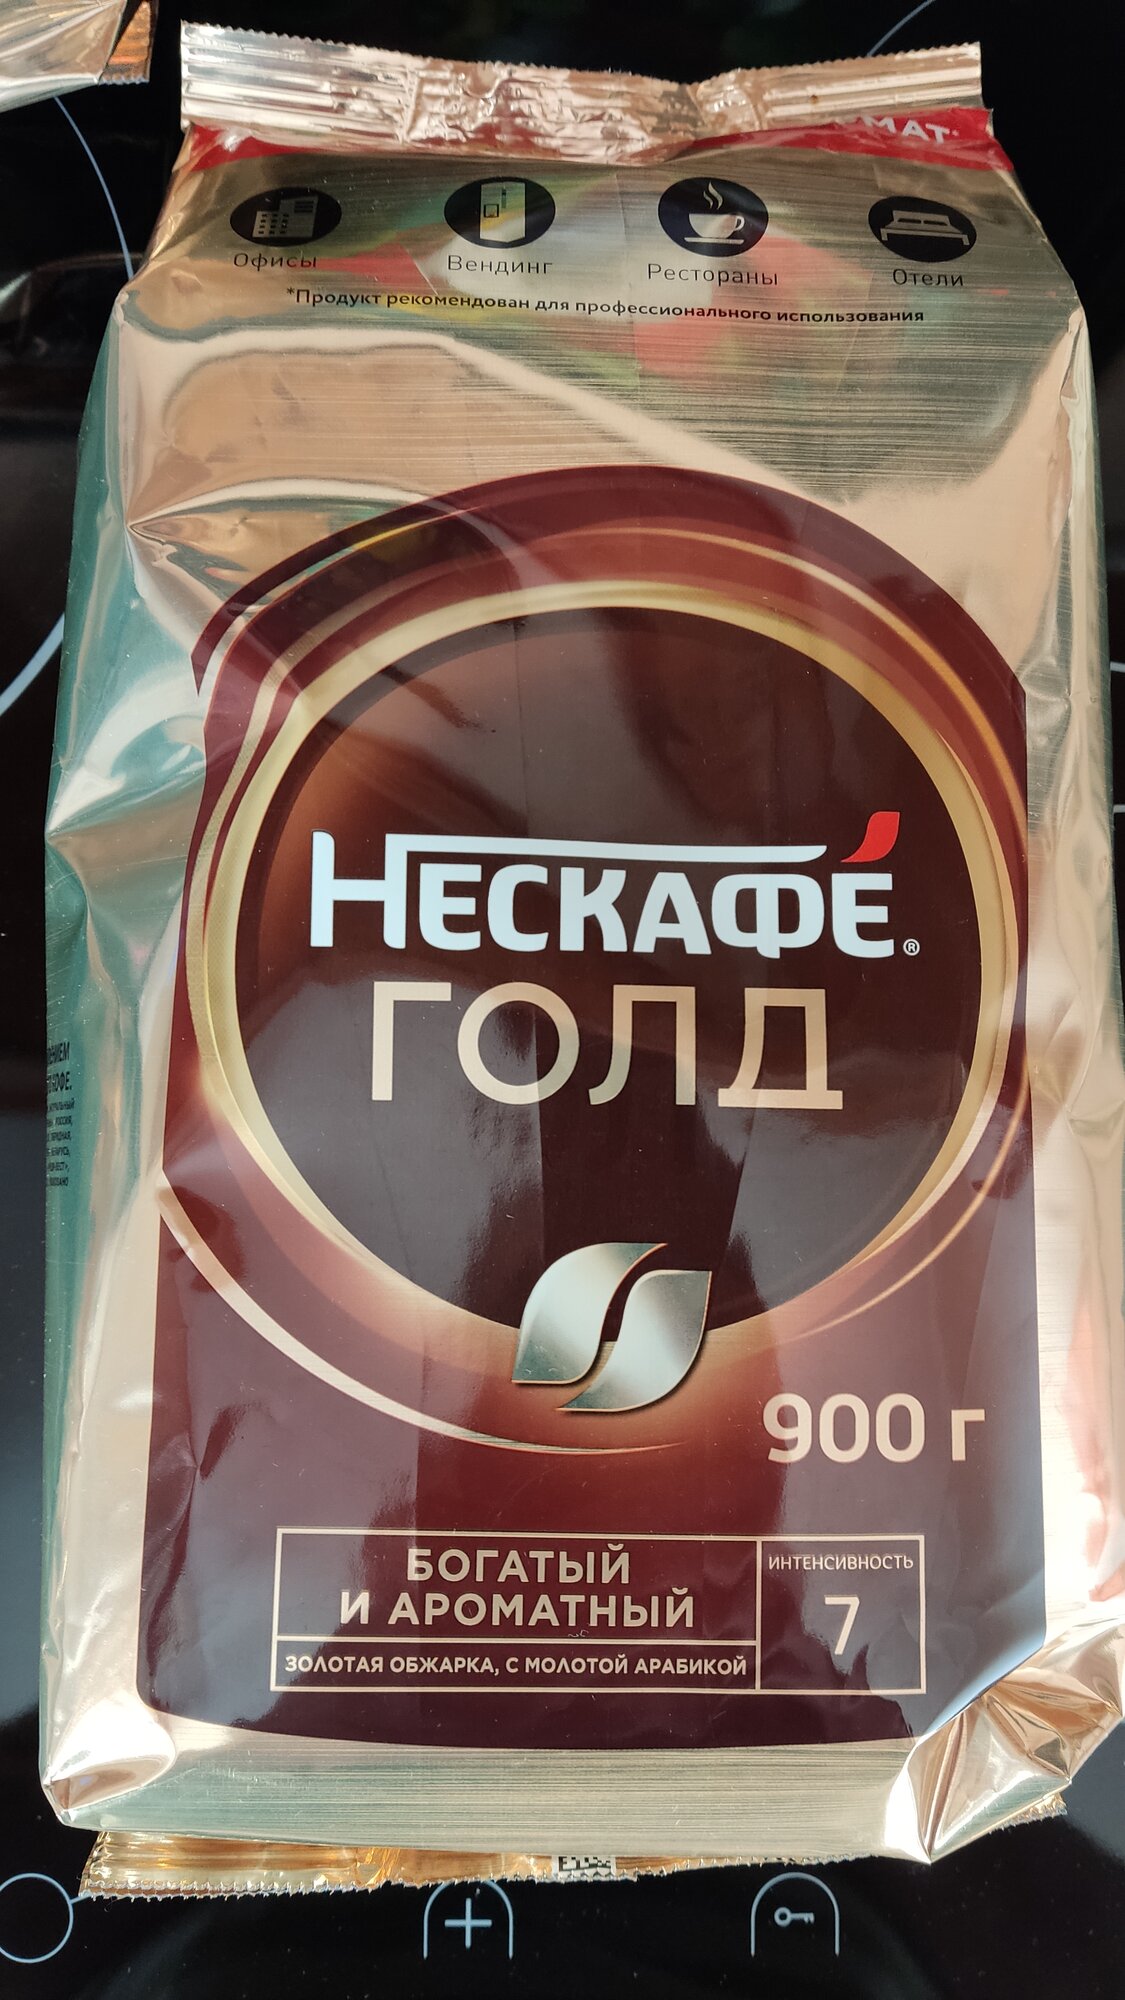 Офисы
Вендинг
Рестораны
Отели
*Продукт рекомендован для профессионального использования
НЕСКАФÉ®
ГОЛД
900 г
БОГАТЫЙ
И АРОМАТНЫЙ
ЗОЛОТАЯ ОБЖАРКА, С МОЛОТОЙ АРАБИКОЙ
ИНТЕНСИВНОСТЬ
7